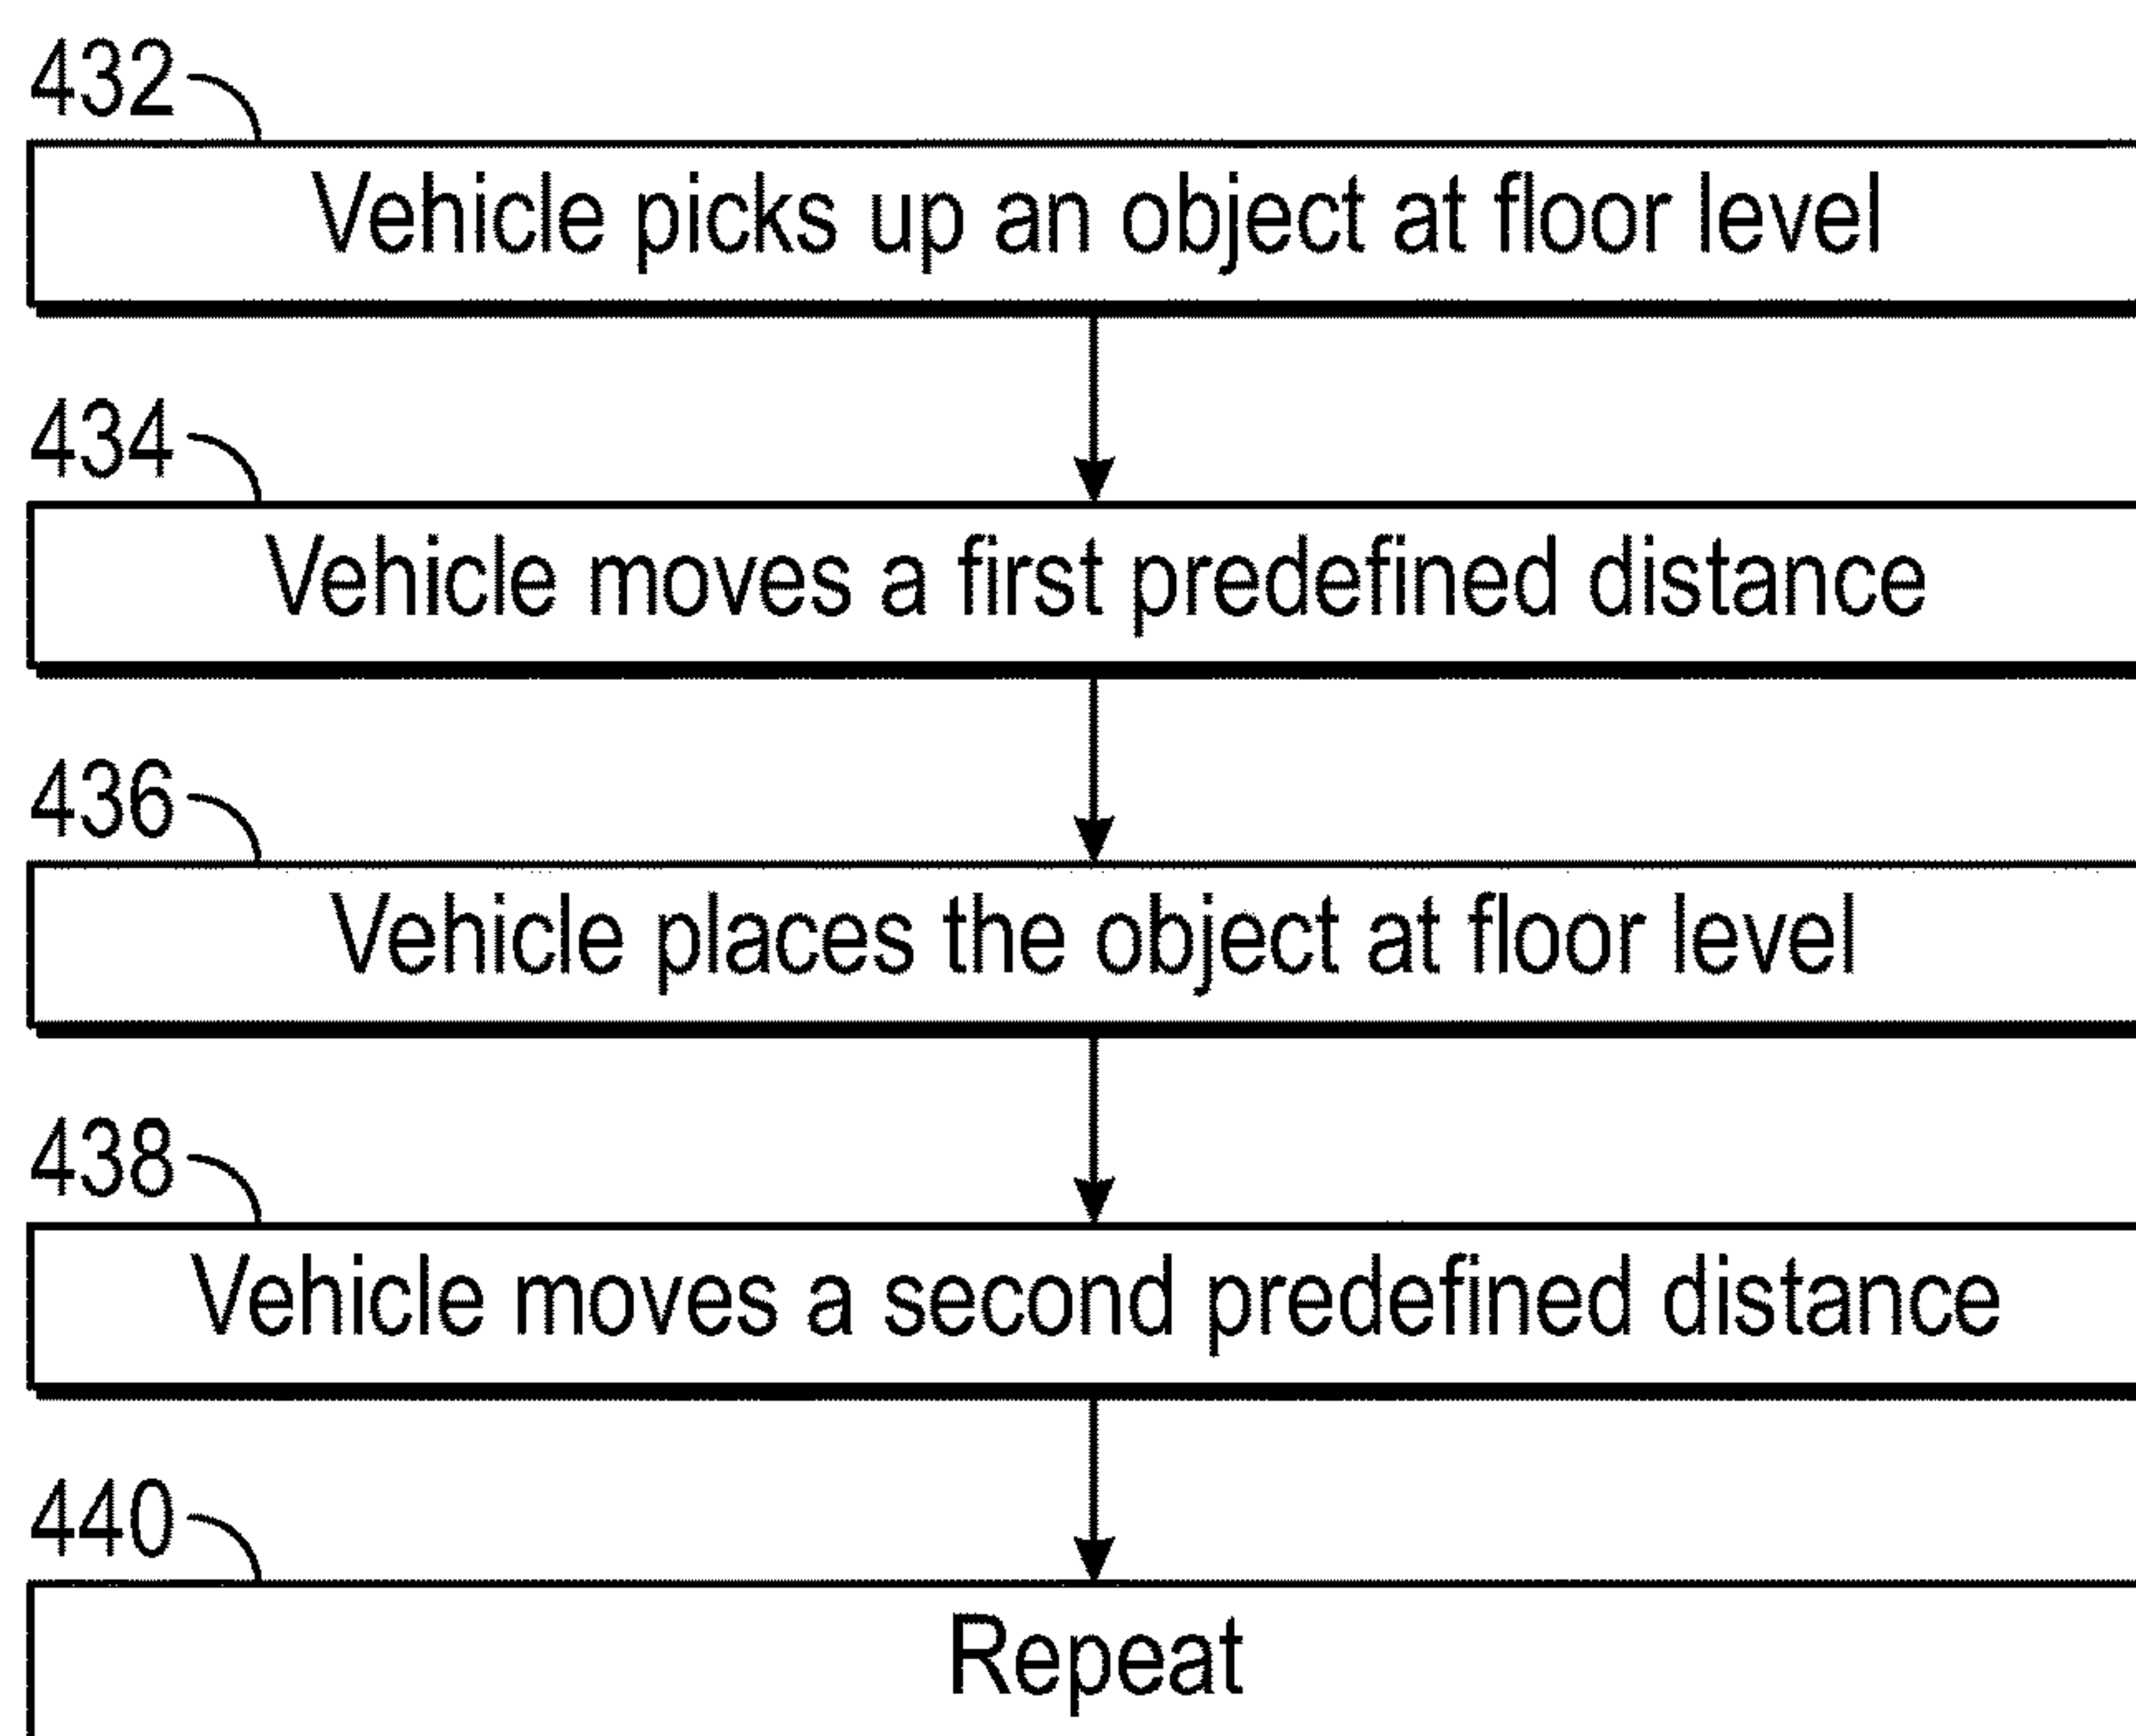 432
Vehicle picks up an object at floor level
434
Vehicle moves a first predefined distance
436
Vehicle places the object at floor level
438
Vehicle moves a second predefined distance
440
Repeat